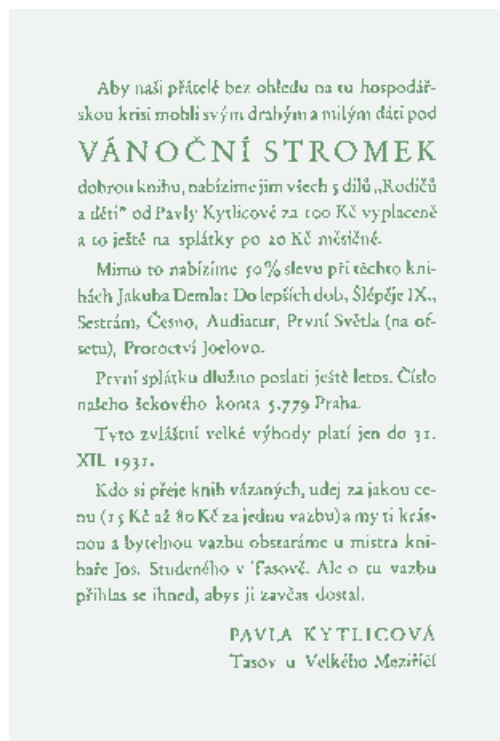 Aby naši přátelé bez ohledu na tu hospodář-
skou krisi mohli svým drahým a milým dáti pod
VÁNOČNÍ STROMEK
dobrou knihu, nabízíme jim všech 5 dílů „Rodičů
a dětí" od Pavly Kytlicové za 100 Kč vyplaceně
a to ještě na splátky po 20 Kč měsíčně.
Mimo to nabízíme 50% slevu při těchto kni-
hách Jakuba Demla: Do lepších dob, Šlépěje IX.,
Sestrám, Česno, Audiatur, První Světla (na of-
setu), Proroctví Joelovo.
První splátku dlužno poslati ještě letos. Číslo
našeho šekového konta 5.779 Praha.
Tyto zvláštní velké výhody platí jen do 31.
XII. 1931.
Kdo si přeje knih vázaných, udej za jakou ce-
nu (15 Kč až 80 Kč za jednu vazbu) a my ti krás-
nou a bytelnou vazbu obstaráme u mistra kni-
haře Jos. Studeného v Tasově. Ale o tu vazbu
přihlas se ihned, abys ji zavčas dostal.
PAVLA KYTLICOVÁ
Tasov u Velkého Meziříčí